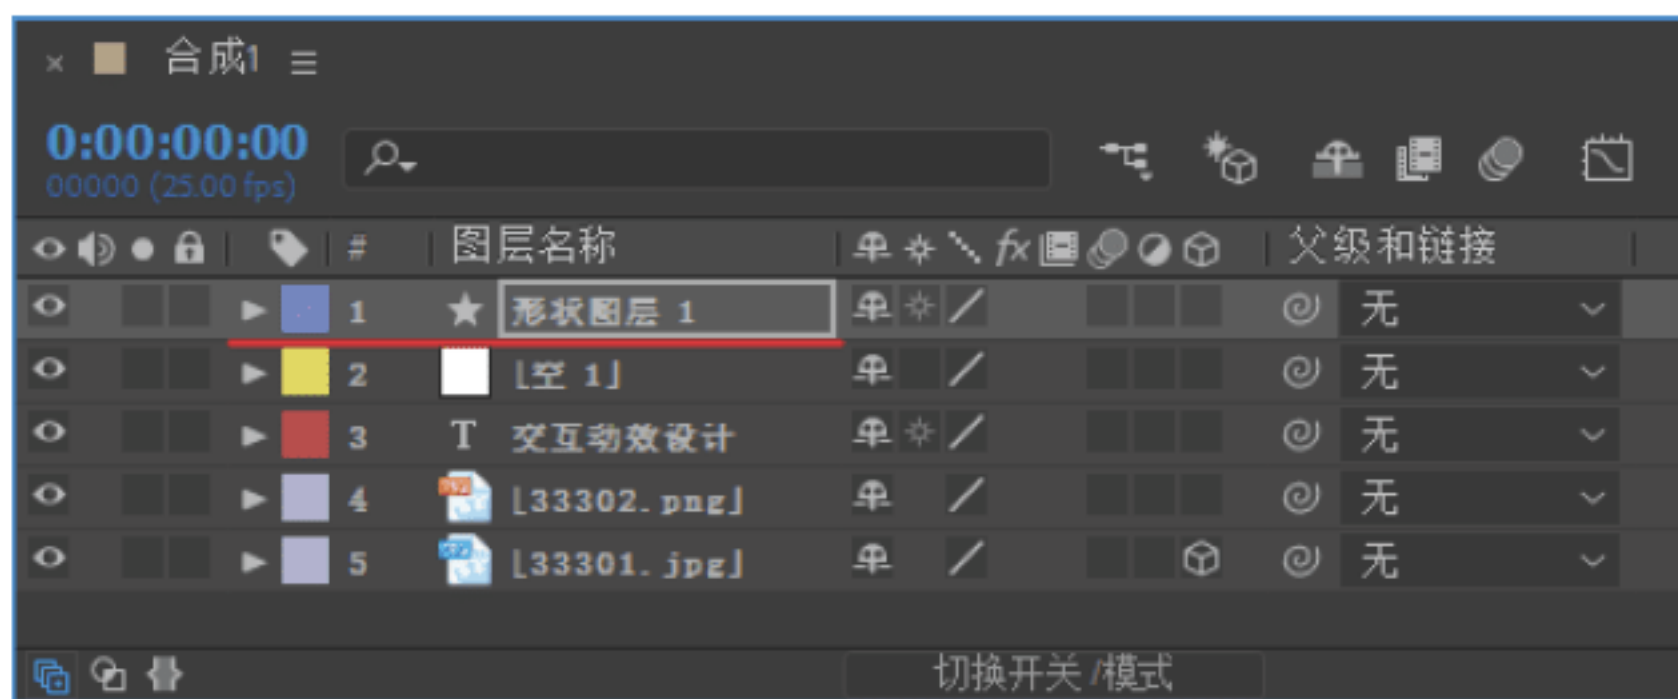 × 合成1 ☰
0:00:00:00
00000 (25.00 fps)
# 图层名称 fx 父级和链接
1 形状图层 1 无
2 [空 1] 无
3 T 交互动效设计 无
4 [33302.png] 无
5 [33301.jpg] 无
切换开关 /模式